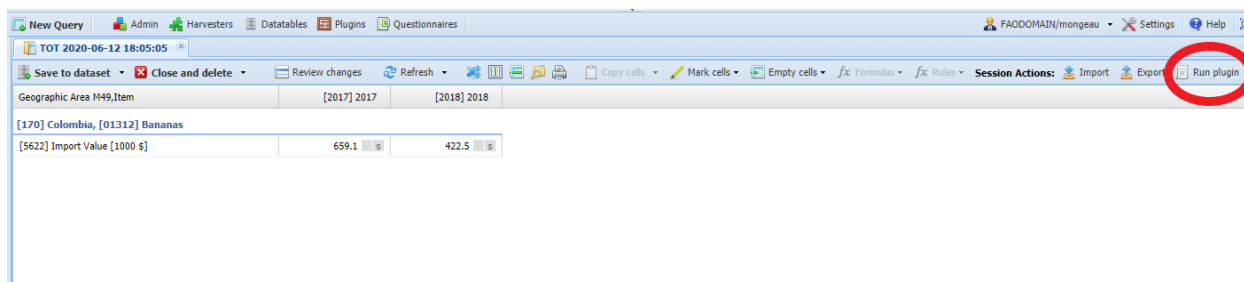 New Query Admin Harvesters Datatables Plugins Questionnaires FAODOMAIN/mongeau Settings Help
TOT 2020-06-12 18:05:05
Save to dataset Close and delete Review changes Refresh Copy cells Mark cells Empty cells fx Formulas fx Rules Session Actions: Import Export Run plugin
Geographic Area M49,Item [2017] 2017 [2018] 2018
[170] Colombia, [01312] Bananas
[5622] Import Value [1000 $] 659.1 s 422.5 s